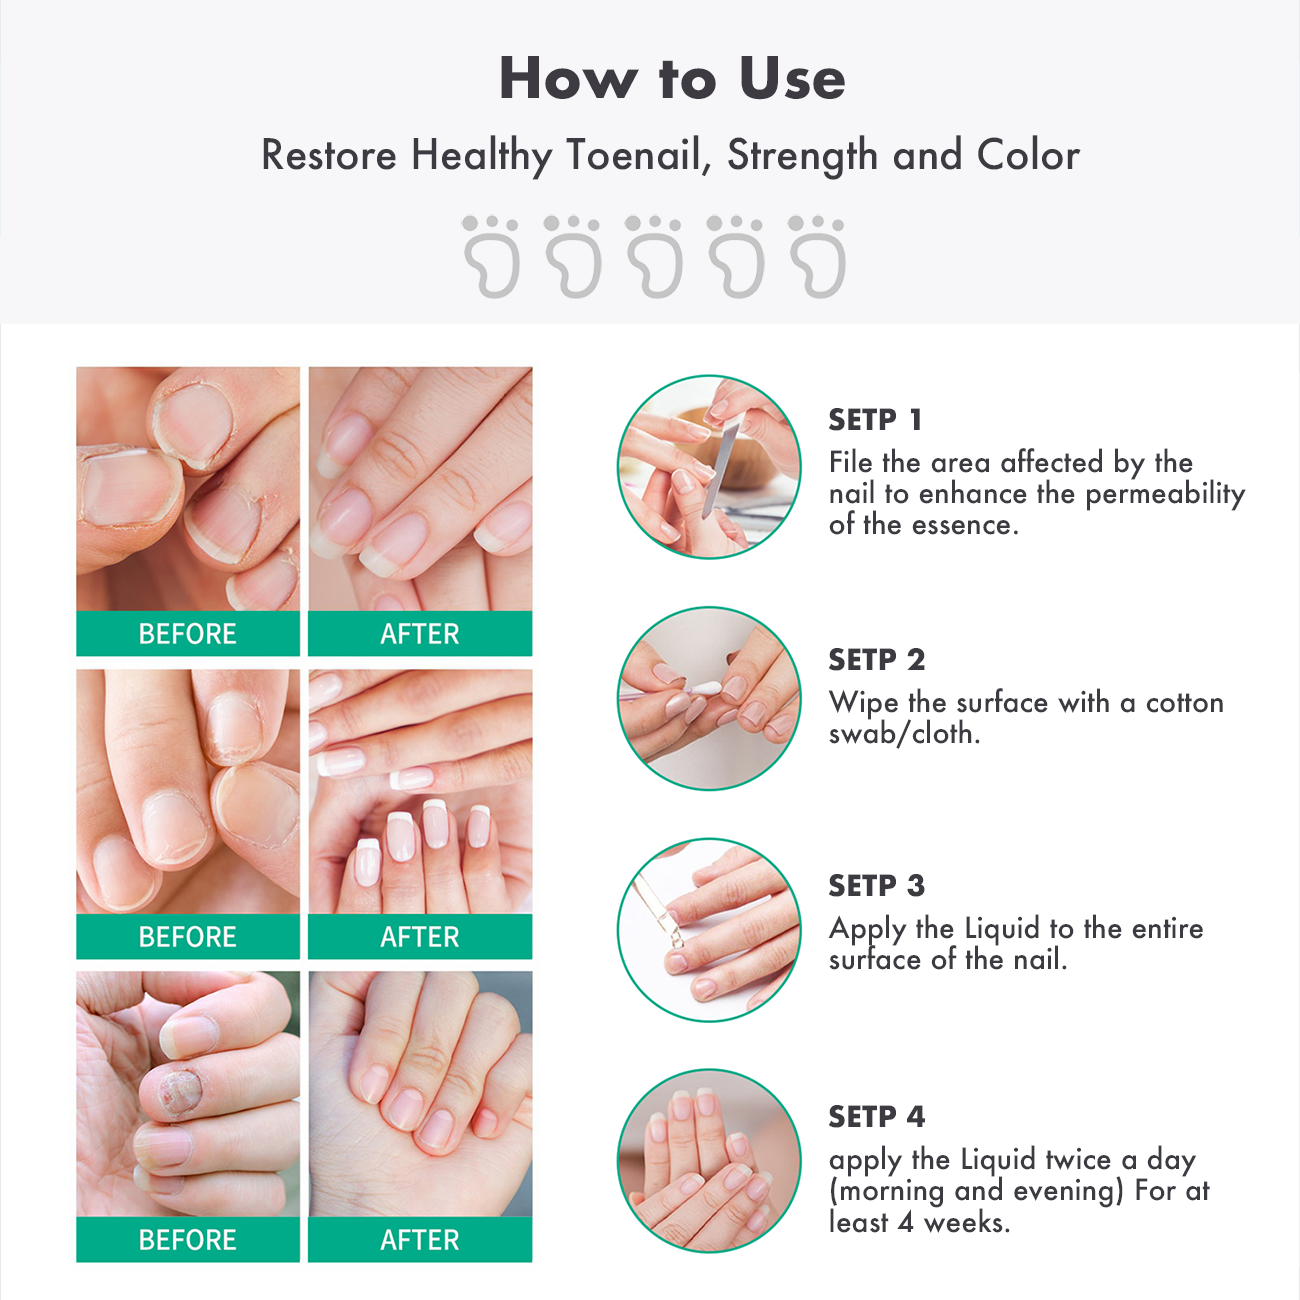 How to Use
Restore Healthy Toenail, Strength and Color
BEFORE
AFTER
BEFORE
AFTER
BEFORE
AFTER
SETP 1
File the area affected by the
nail to enhance the permeability
of the essence.
SETP 2
Wipe the surface with a cotton
swab/cloth.
SETP 3
Apply the Liquid to the entire
surface of the nail.
SETP 4
apply the Liquid twice a day
(morning and evening) For at
least 4 weeks.